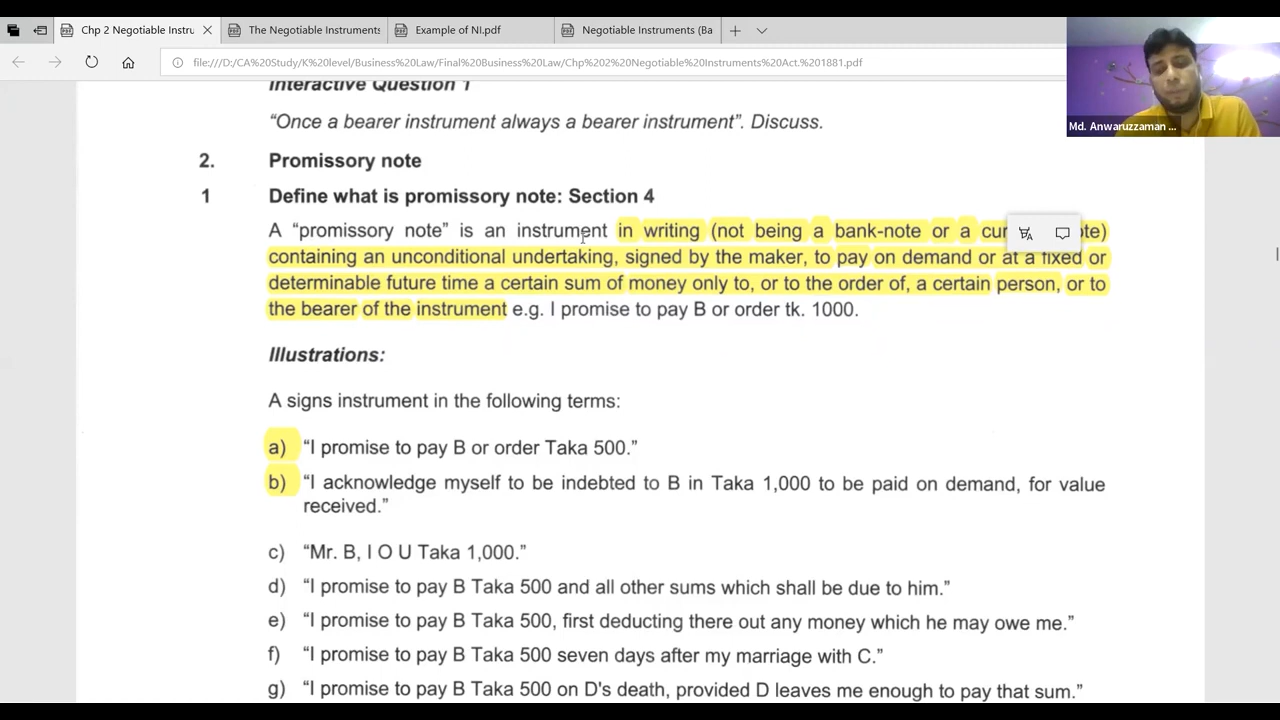 Chp 2 Negotiable Instru
The Negotiable Instruments
Example of NI.pdf
Negotiable Instruments (Ba
file:///D:/CA%20Study/K%20level/Business%20Law/Final%20Business%20Law/Chp%202%20Negotiable%20Instruments%20Act.%201881.pdf
Md. Anwaruzzaman ...
Interactive Question 1
“Once a bearer instrument always a bearer instrument”. Discuss.
2. Promissory note
1 Define what is promissory note: Section 4
A “promissory note” is an instrument in writing (not being a bank-note or a
containing an unconditional undertaking, signed by the maker, to pay on demand or at a fixed or
determinable future time a certain sum of money only to, or to the order of, a certain person, or to
the bearer of the instrument e.g. I promise to pay B or order tk. 1000.
Illustrations:
A signs instrument in the following terms:
a) “I promise to pay B or order Taka 500.”
b) “I acknowledge myself to be indebted to B in Taka 1,000 to be paid on demand, for value
received.”
c) “Mr. B, I O U Taka 1,000.”
d) “I promise to pay B Taka 500 and all other sums which shall be due to him.”
e) “I promise to pay B Taka 500, first deducting there out any money which he may owe me.”
f) “I promise to pay B Taka 500 seven days after my marriage with C.”
g) “I promise to pay B Taka 500 on D's death, provided D leaves me enough to pay that sum.”